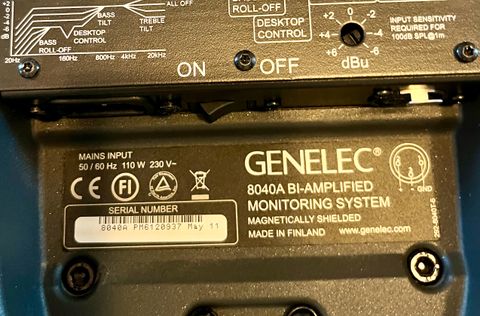 ALL OFF
BASS
TILT
TREBLE
TILT
DESKTOP
CONTROL
BASS
ROLL-OFF
20Hz 160Hz 800Hz 4kHz 20kHz
ROLL-OFF
DESKTOP
CONTROL
+2 0 -2
+4 -4
+6 -6
dBu
INPUT SENSITIVITY
REQUIRED FOR
100dB SPL@1m
ON OFF
MAINS INPUT
50 / 60 Hz 110 W 230 V~
CE FI
SERIAL NUMBER
8040A PM6120937 May 11
GENELEC®
8040A BI-AMPLIFIED
MONITORING SYSTEM
MAGNETICALLY SHIELDED
MADE IN FINLAND www.genelec.com
+ - GND